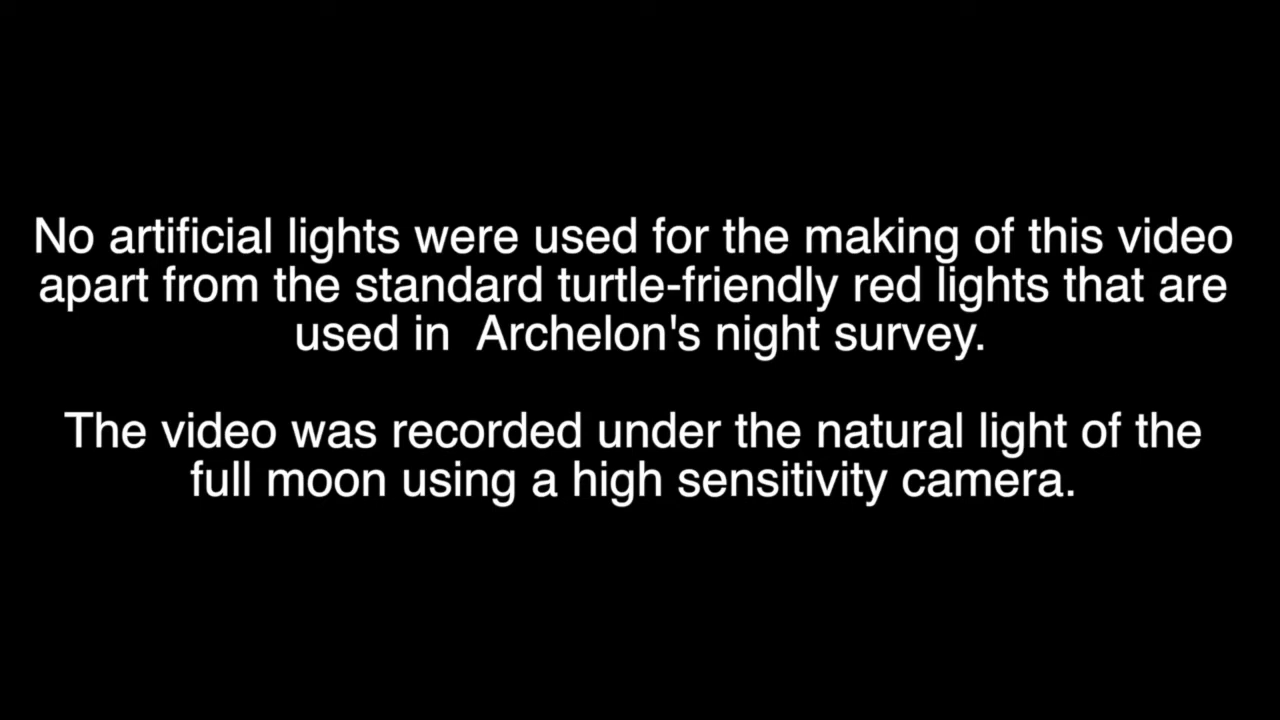 No artificial lights were used for the making of this video
apart from the standard turtle-friendly red lights that are
used in  Archelon's night survey.
The video was recorded under the natural light of the
full moon using a high sensitivity camera.